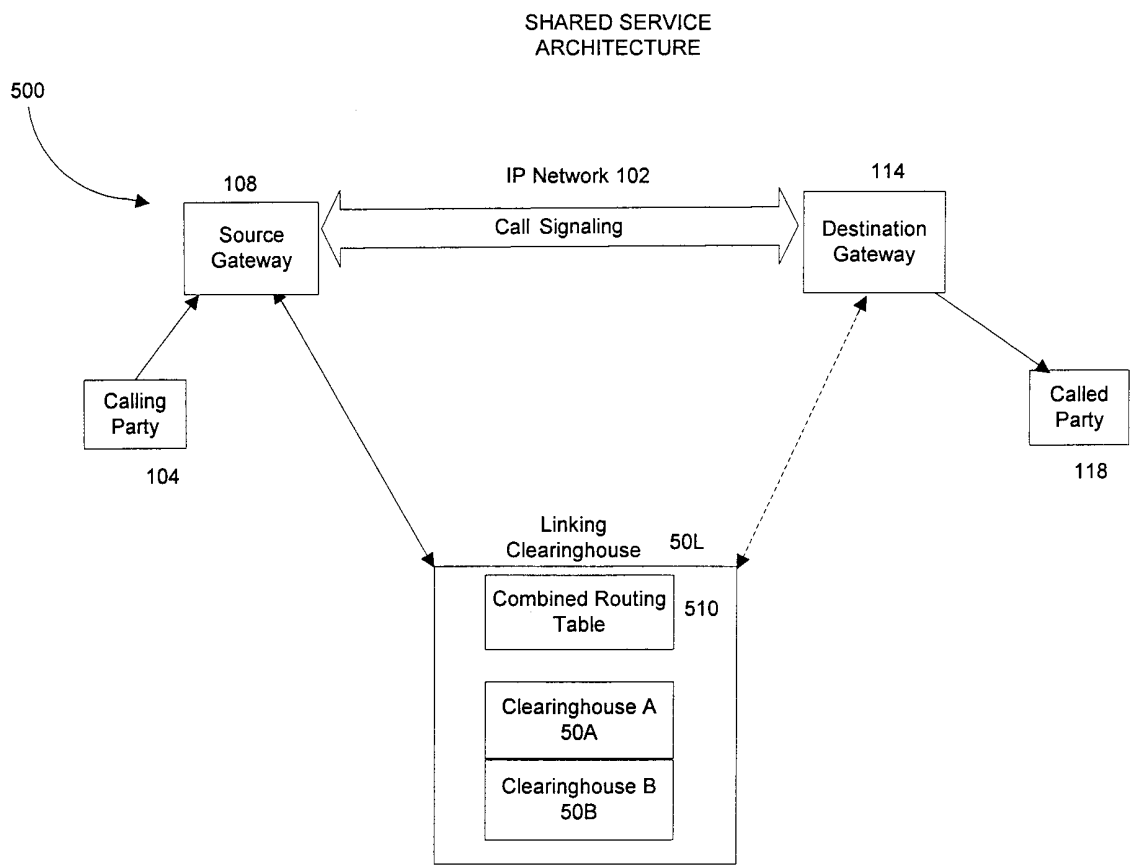 SHARED SERVICE
ARCHITECTURE
500
IP Network 102
108
114
Source
Gateway
Call Signaling
Destination
Gateway
Calling
Party
104
Called
Party
118
Linking
Clearinghouse
50L
Combined Routing
Table
510
Clearinghouse A
50A
Clearinghouse B
50B